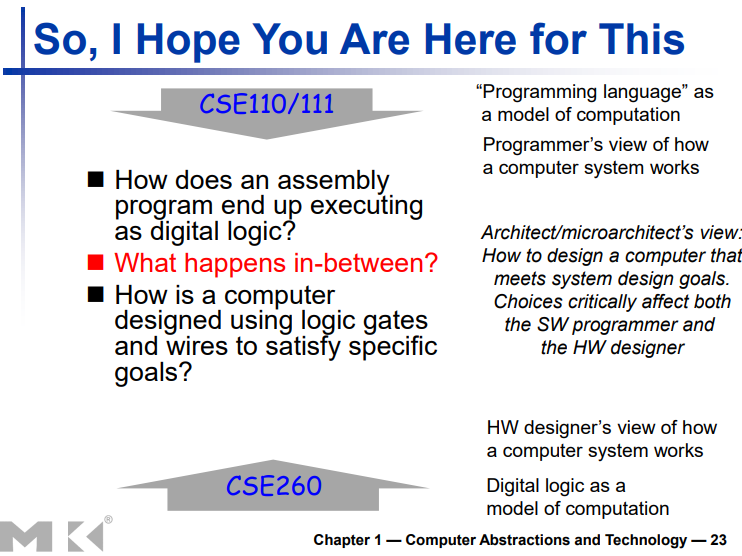 So, I Hope You Are Here for This
CSE110/111
“Programming language” as
a model of computation
Programmer’s view of how
a computer system works
■ How does an assembly
program end up executing
as digital logic?
■ What happens in-between?
■ How is a computer
designed using logic gates
and wires to satisfy specific
goals?
Architect/microarchitect’s view:
How to design a computer that
meets system design goals.
Choices critically affect both
the SW programmer and
the HW designer
HW designer’s view of how
a computer system works
CSE260
Digital logic as a
model of computation
MK®
Chapter 1 — Computer Abstractions and Technology — 23